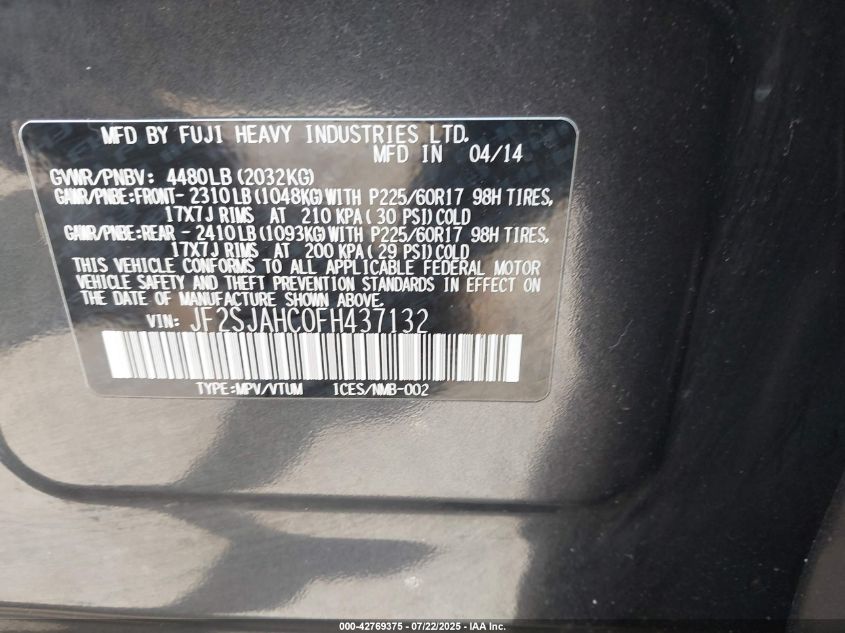 MFD BY FUJI HEAVY INDUSTRIES LTD.
MFD IN 04/14
GVWR/PNBV: 4480LB (2032KG)
GAWR/PNBE:FRONT- 2310LB (1048KG) WITH P225/60R17 98H TIRES,
17X7J RIMS AT 210 KPA ( 30 PSI) COLD
GAWR/PNBE:REAR - 2410LB (1093KG) WITH P225/60R17 98H TIRES,
17X7J RIMS AT 200 KPA ( 29 PSI) COLD
THIS VEHICLE CONFORMS TO ALL APPLICABLE FEDERAL MOTOR
VEHICLE SAFETY AND THEFT PREVENTION STANDARDS IN EFFECT ON
THE DATE OF MANUFACTURE SHOWN ABOVE.
VIN: JF2SJAHC0FH437132
TYPE:MPV/VTUM ICES/NMB-002
000-42769375 - 07/22/2025 - IAA Inc.